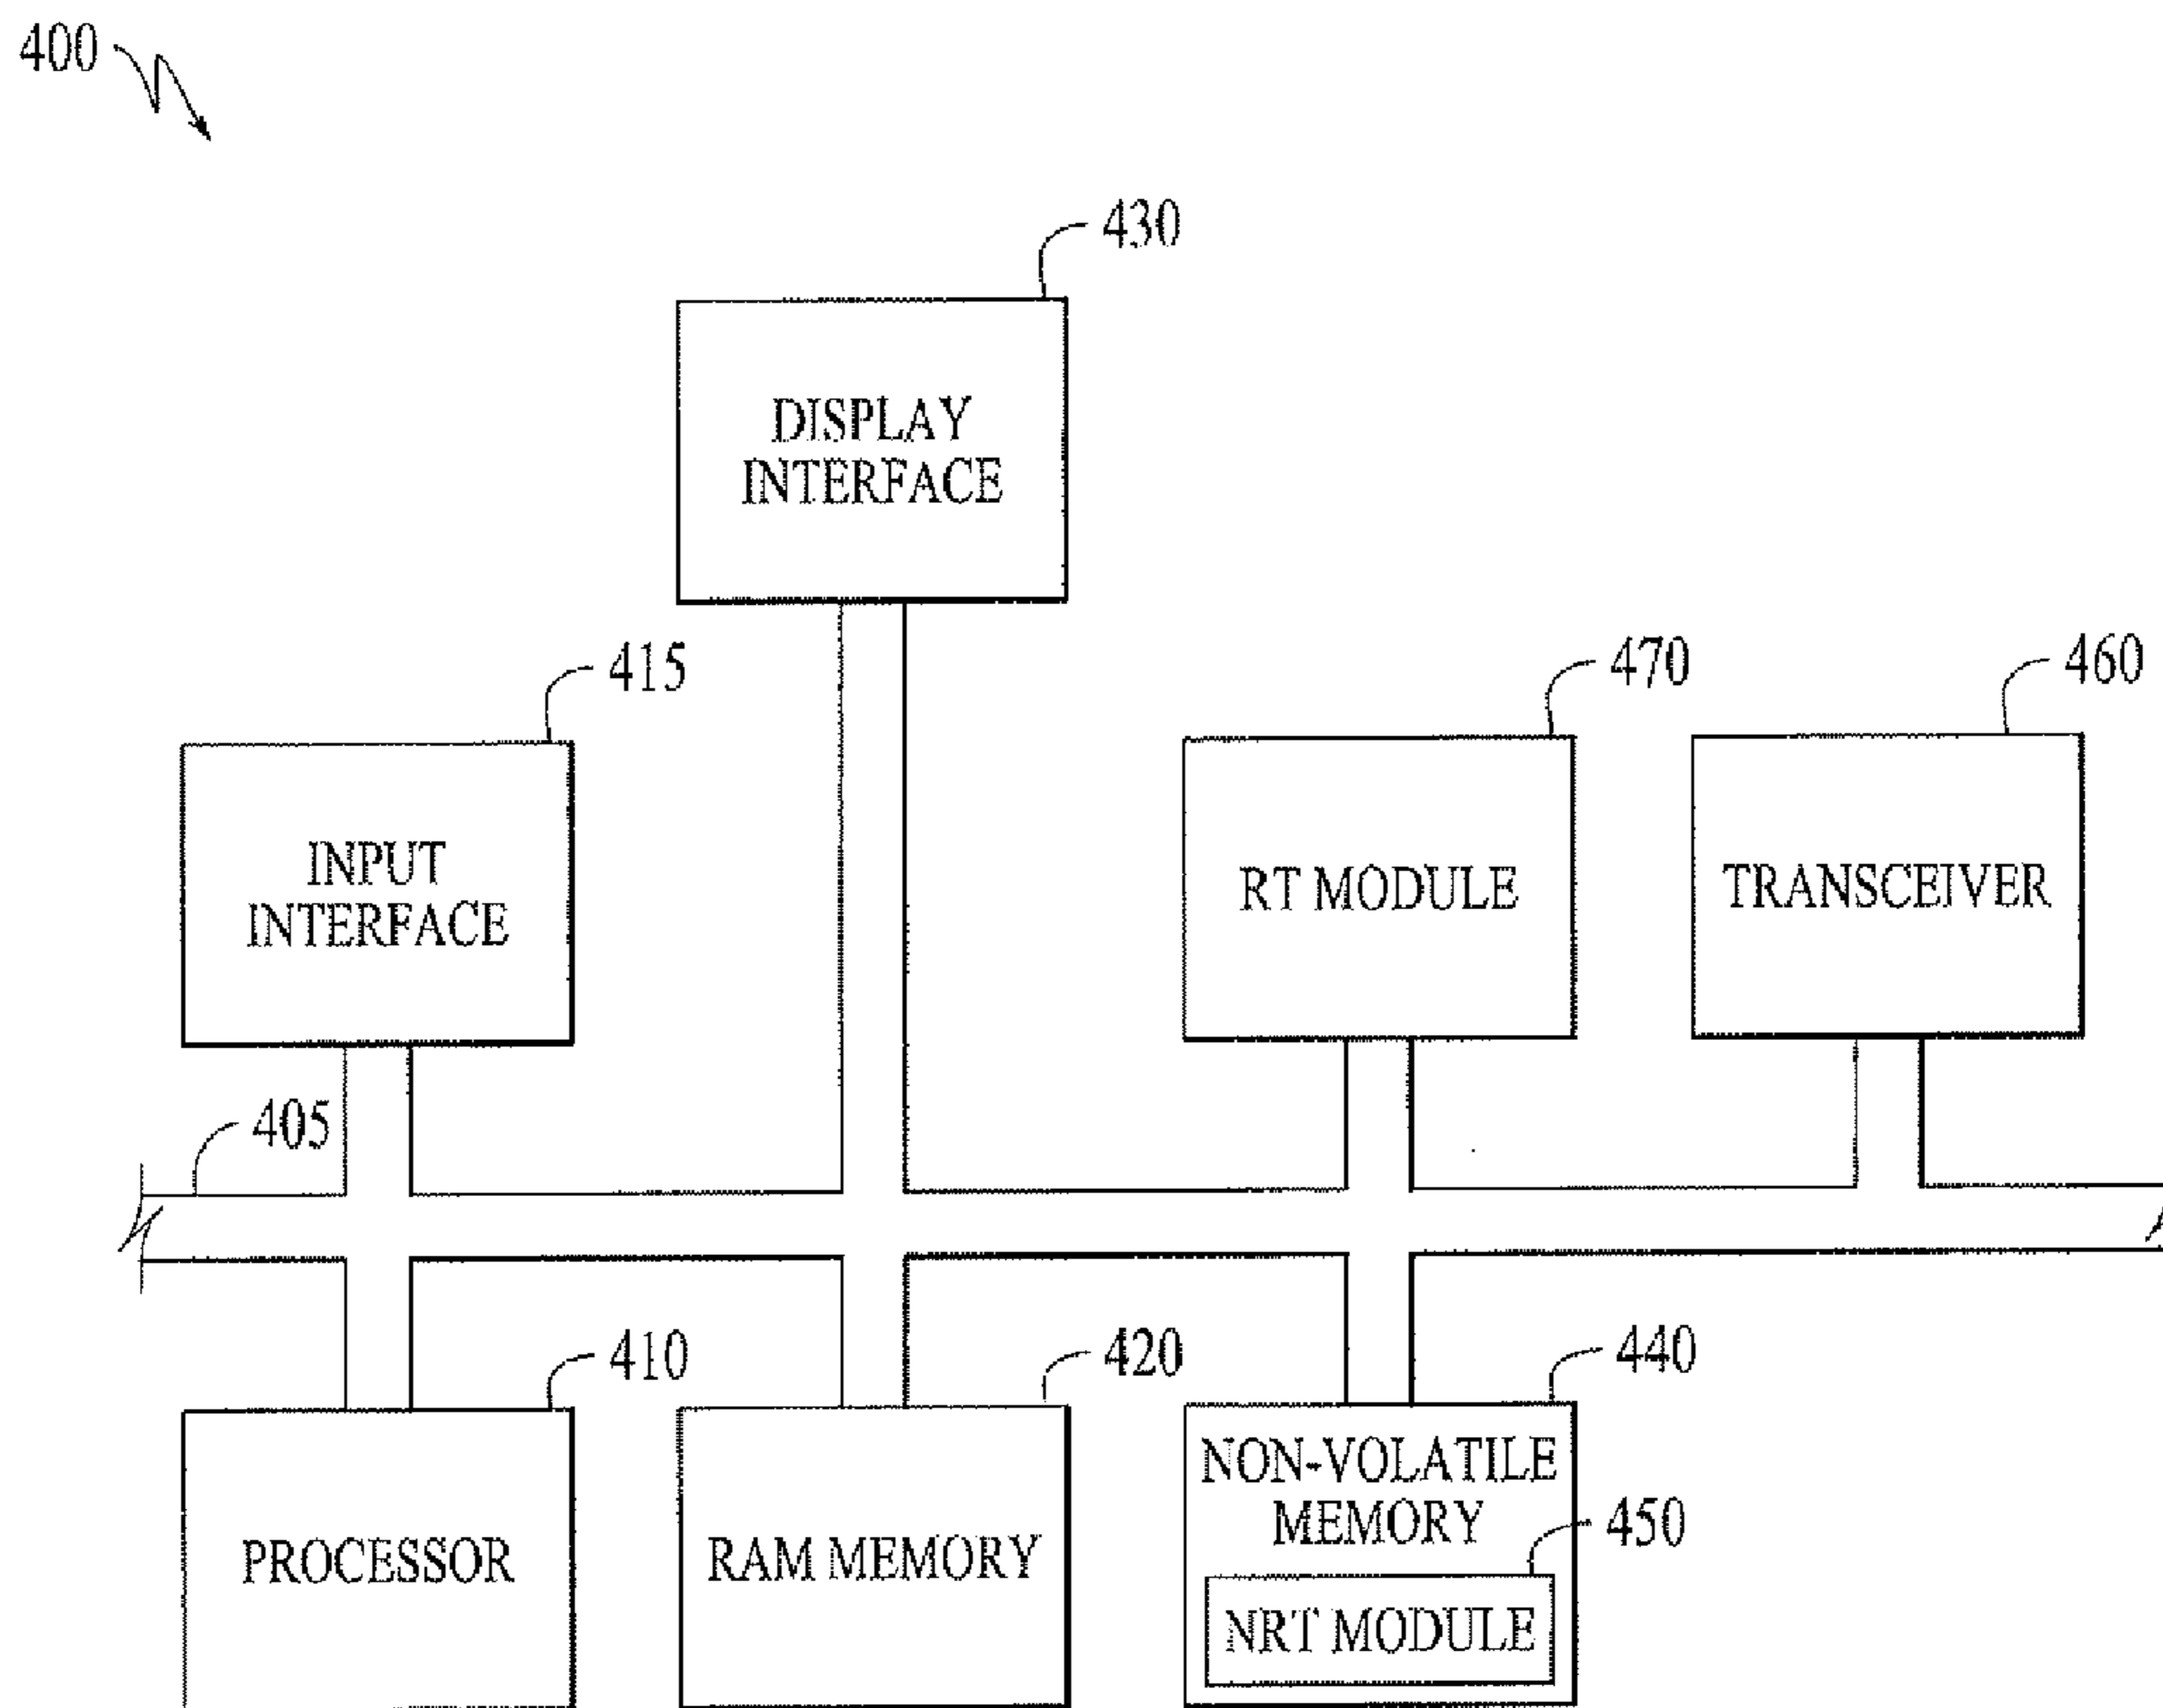 400
430
DISPLAY
INTERFACE
415
470
460
INPUT
INTERFACE
RT MODULE
TRANSCEIVER
405
410
420
440
PROCESSOR
RAM MEMORY
NON-VOLATILE
MEMORY
450
NRT MODULE